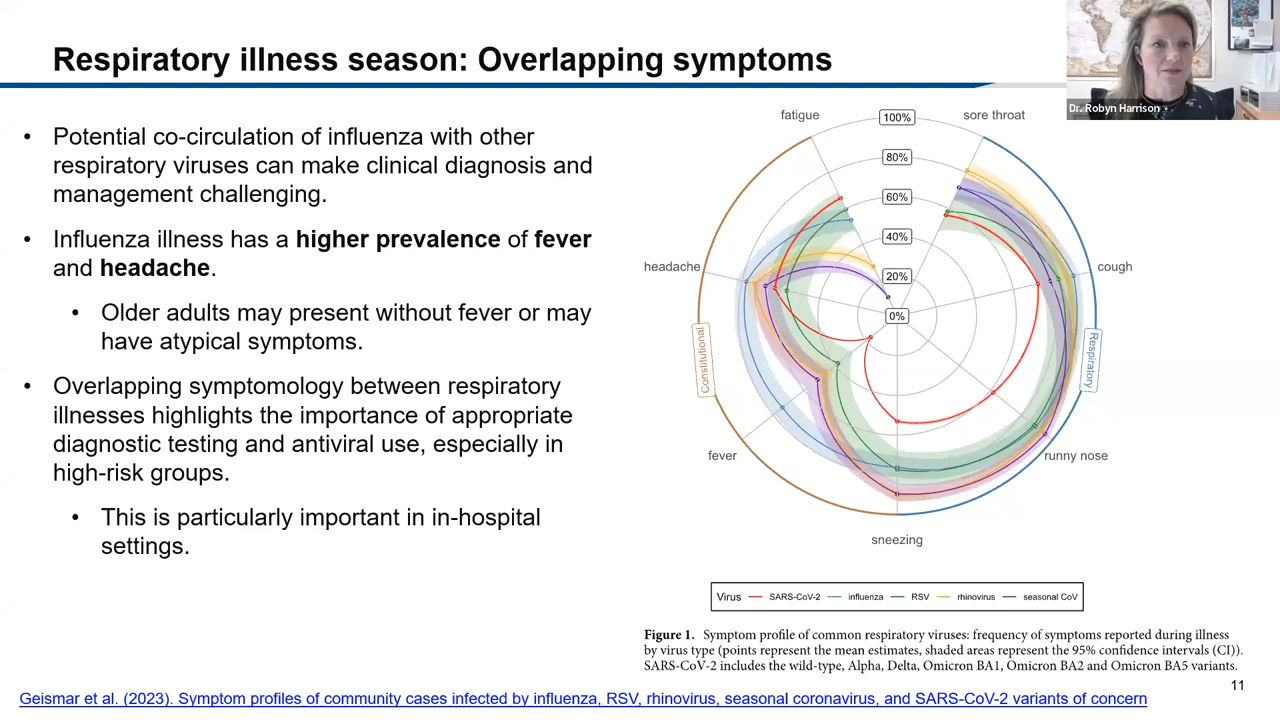 Respiratory illness season: Overlapping symptoms
Dr. Robyn Harrison
• Potential co-circulation of influenza with other
respiratory viruses can make clinical diagnosis and
management challenging.
• Influenza illness has a higher prevalence of fever
and headache.
• Older adults may present without fever or may
have atypical symptoms.
• Overlapping symptomology between respiratory
illnesses highlights the importance of appropriate
diagnostic testing and antiviral use, especially in
high-risk groups.
• This is particularly important in in-hospital
settings.
fatigue
sore throat
100%
80%
60%
40%
20%
0%
headache
cough
Constitutional
Respiratory
fever
runny nose
sneezing
Virus SARS-CoV-2 influenza RSV rhinovirus seasonal CoV
Figure 1. Symptom profile of common respiratory viruses: frequency of symptoms reported during illness
by virus type (points represent the mean estimates, shaded areas represent the 95% confidence intervals (CI)).
SARS-CoV-2 includes the wild-type, Alpha, Delta, Omicron BA1, Omicron BA2 and Omicron BA5 variants.
11
Geismar et al. (2023). Symptom profiles of community cases infected by influenza, RSV, rhinovirus, seasonal coronavirus, and SARS-CoV-2 variants of concern